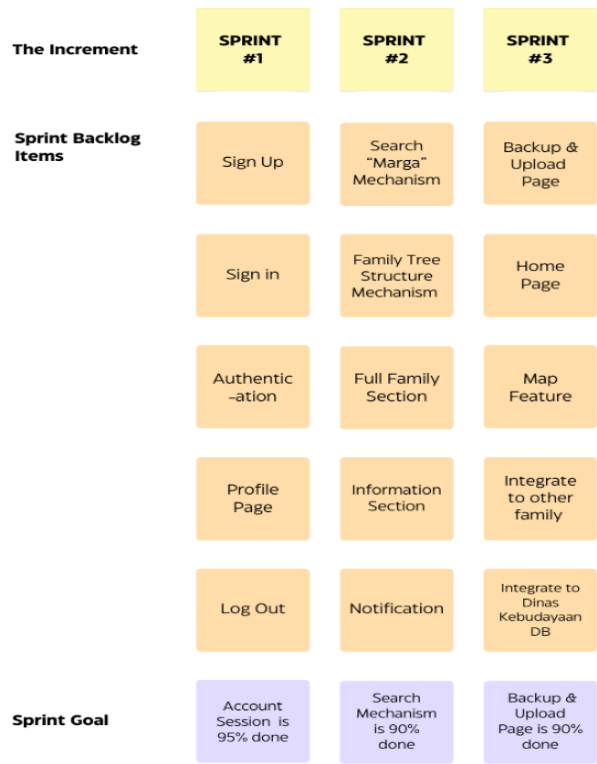 The Increment
SPRINT
#1
SPRINT
#2
SPRINT
#3
Sprint Backlog
Items
Sign Up
Search
“Marga”
Mechanism
Backup &
Upload
Page
Sign in
Family Tree
Structure
Mechanism
Home
Page
Authentic
-ation
Full Family
Section
Map
Feature
Profile
Page
Information
Section
Integrate
to other
family
Log Out
Notification
Integrate to
Dinas
Kebudayaan
DB
Sprint Goal
Account
Session is
95% done
Search
Mechanism
is 90%
done
Backup &
Upload
Page is 90%
done